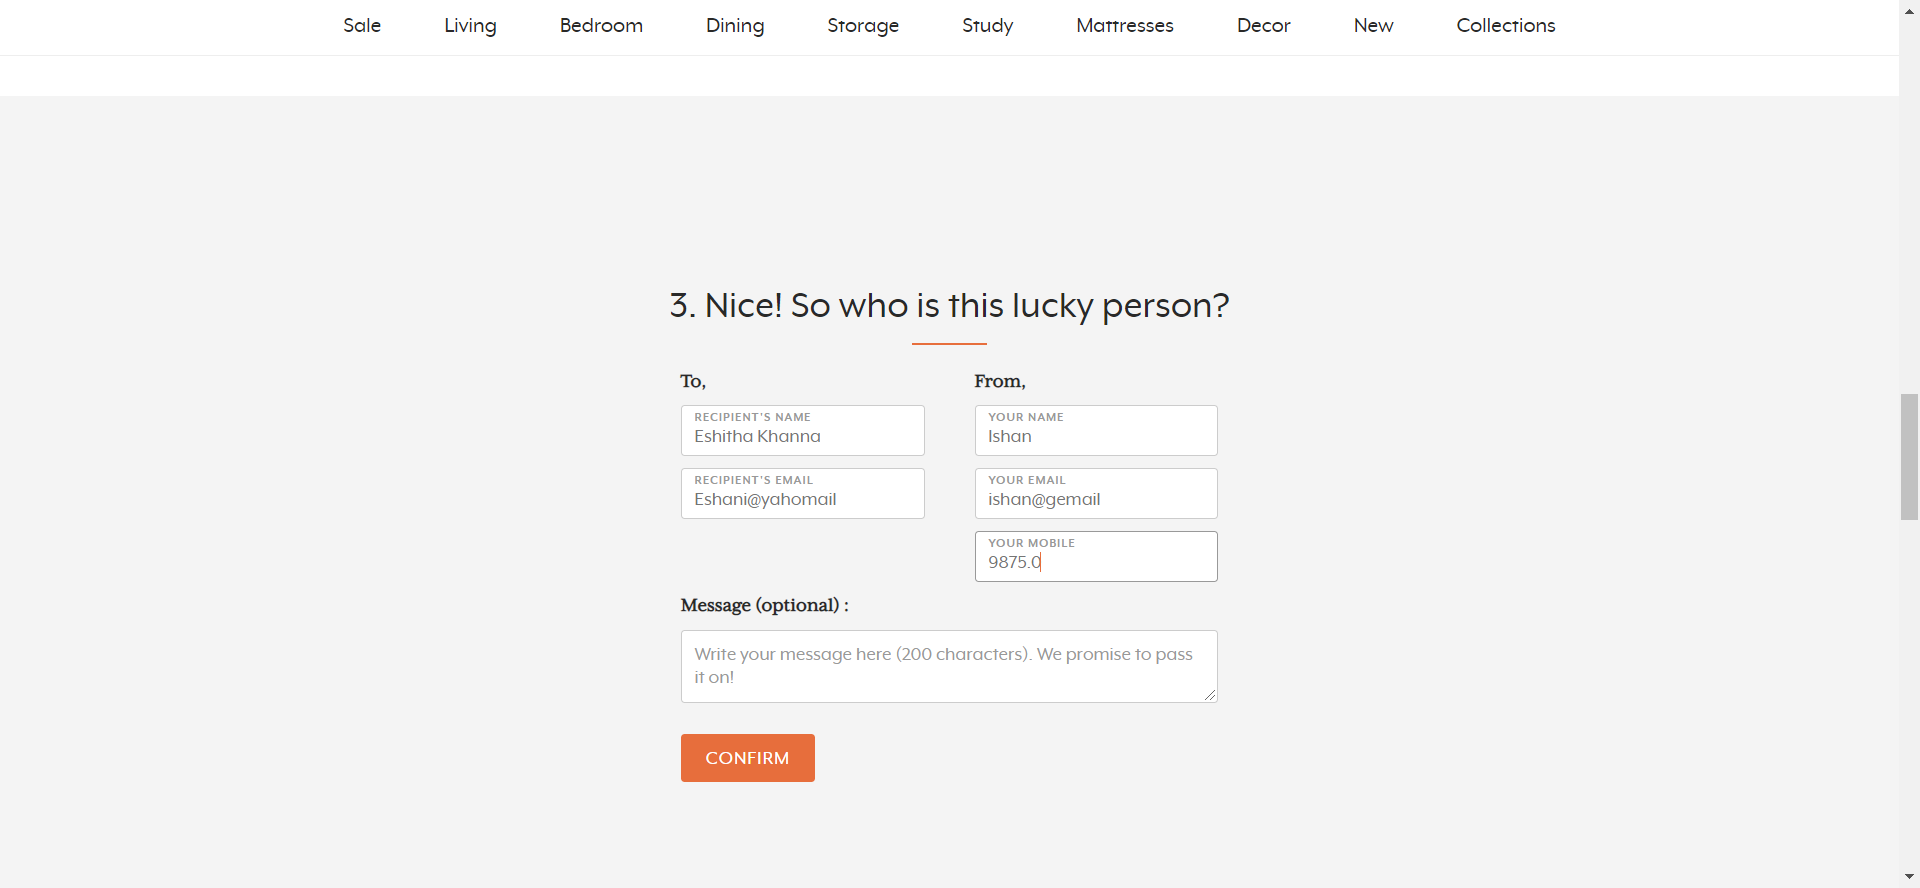 Sale Living Bedroom Dining Storage Study Mattresses Decor New Collections
3. Nice! So who is this lucky person?
To,
RECIPIENT'S NAME
Eshitha Khanna
RECIPIENT'S EMAIL
Eshani@yahomail
From,
YOUR NAME
Ishan
YOUR EMAIL
ishan@gemail
YOUR MOBILE
9875.0
Message (optional) :
Write your message here (200 characters). We promise to pass
it on!
CONFIRM